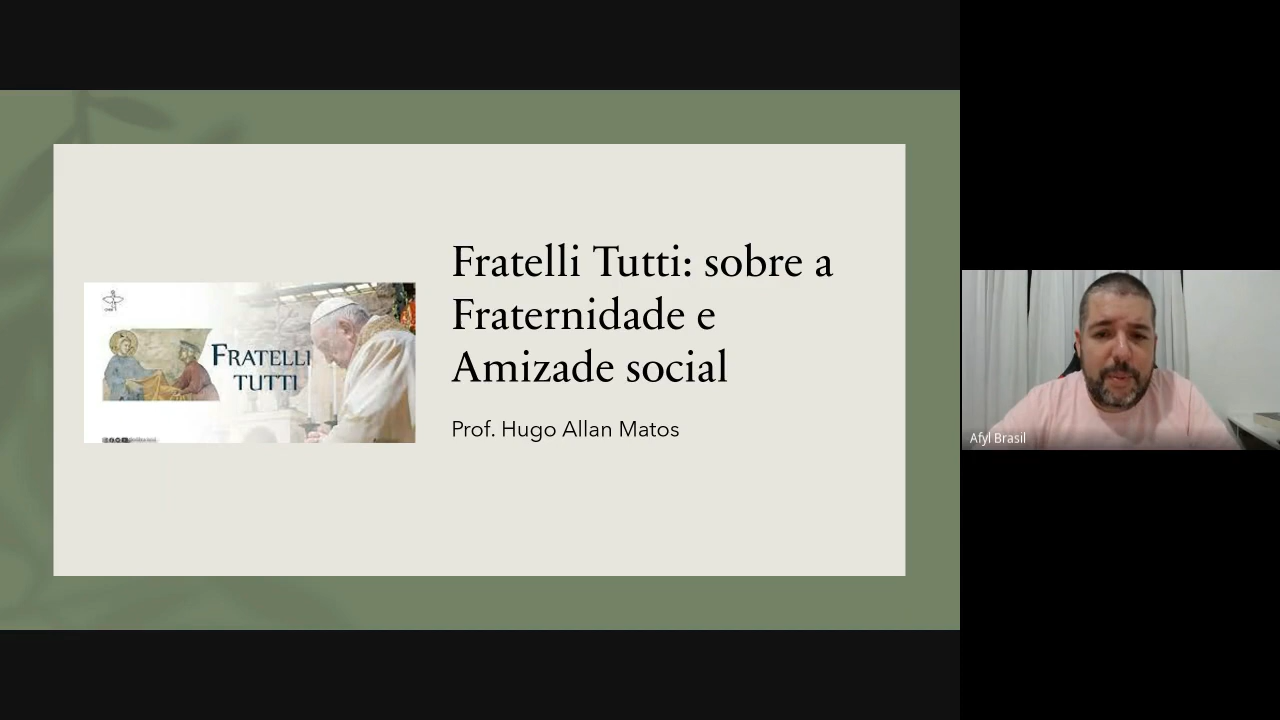 Fratelli Tutti: sobre a
Fraternidade e
Amizade social
Prof. Hugo Allan Matos
FRATELLI
TUTTI
Afyl Brasil